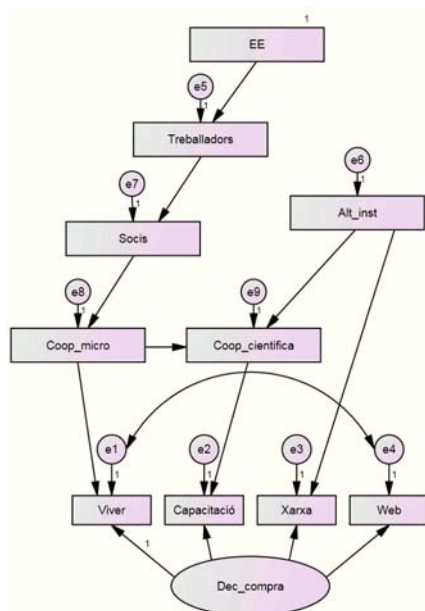 1
EE
e5
1
Treballadors
e6
1
e7
1
Alt_inst
Socis
e8
1
e9
1
Coop_micro
Coop_cientifica
e1
e2
e3
e4
1
1
1
1
Viver
Capacitació
Xarxa
Web
1
Dec_compra